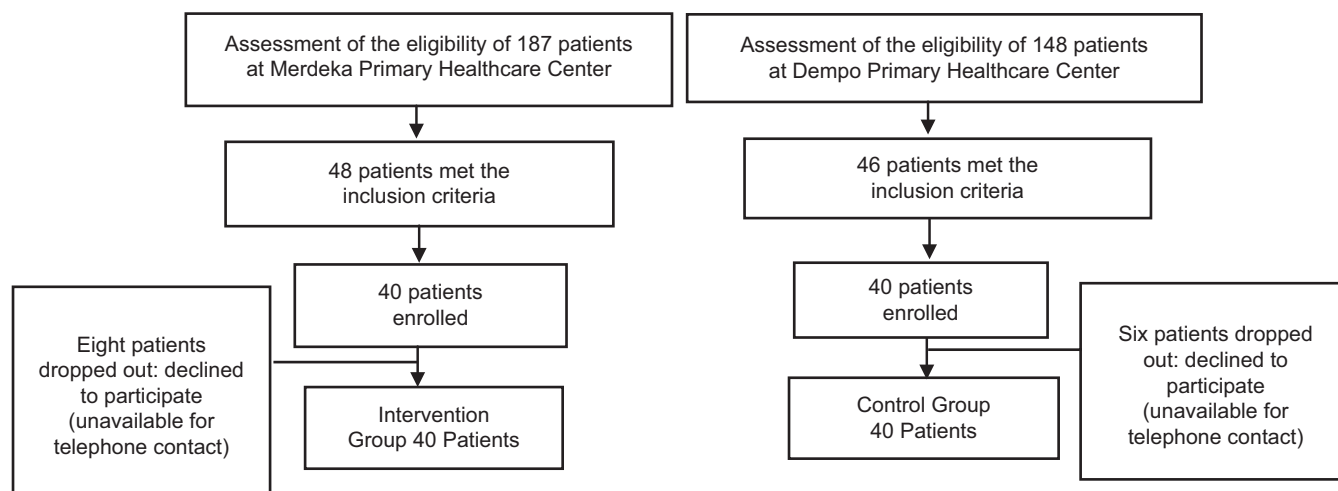 Assessment of the eligibility of 187 patients
at Merdeka Primary Healthcare Center
Assessment of the eligibility of 148 patients
at Dempo Primary Healthcare Center
48 patients met the
inclusion criteria
46 patients met the
inclusion criteria
40 patients
enrolled
40 patients
enrolled
Eight patients
dropped out: declined
to participate
(unavailable for
telephone contact)
Six patients dropped
out: declined to
participate
(unavailable for
telephone contact)
Intervention
Group 40 Patients
Control Group
40 Patients